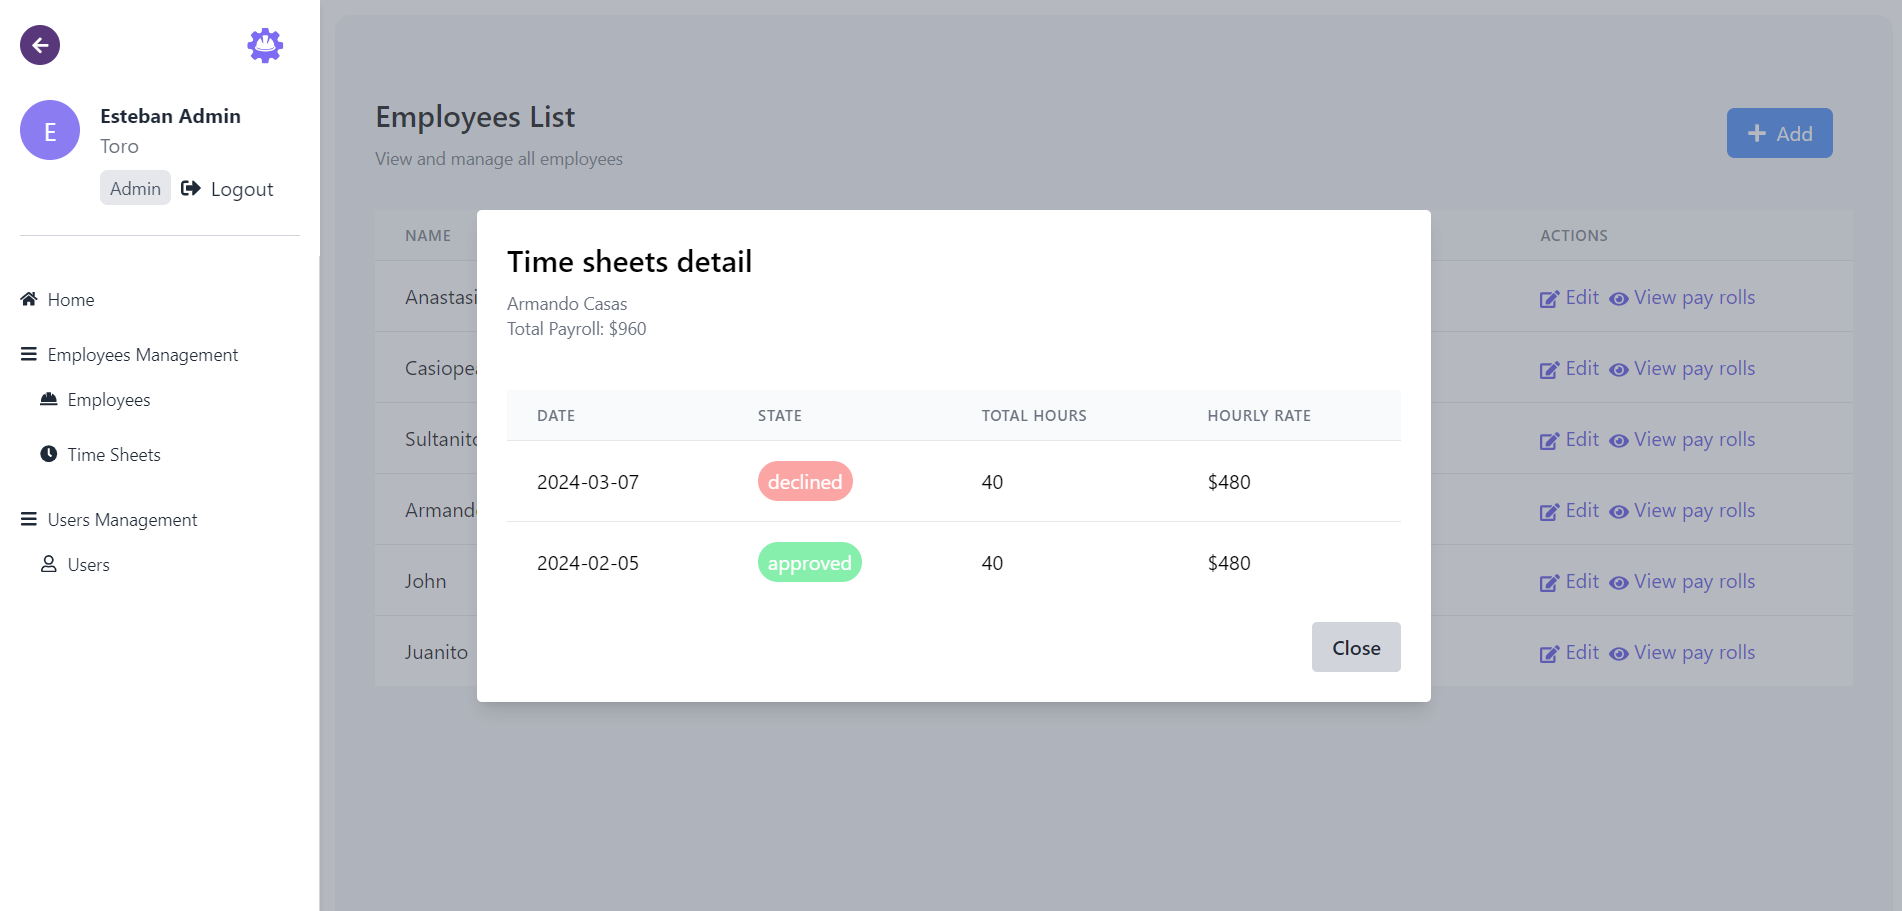 E
Esteban Admin
Toro
Admin Logout
Home
Employees Management
Employees
Time Sheets
Users Management
Users
Employees List
View and manage all employees
Add
NAME ACTIONS
Edit View pay rolls
Edit View pay rolls
Edit View pay rolls
Edit View pay rolls
John Edit View pay rolls
Juanito Edit View pay rolls
Time sheets detail
Armando Casas
Total Payroll: $960
DATE STATE TOTAL HOURS HOURLY RATE
2024-03-07 declined 40 $480
2024-02-05 approved 40 $480
Close